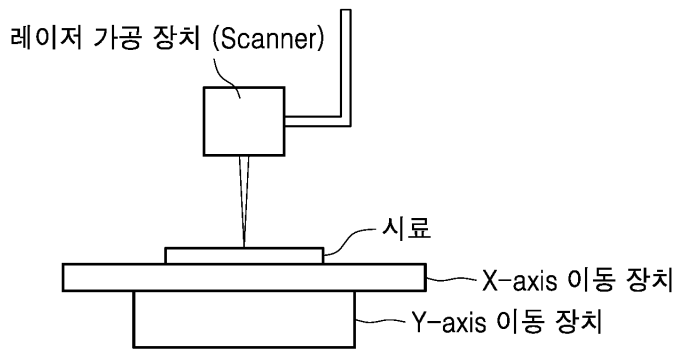 레이저 가공 장치 (Scanner)
시료
X-axis 이동 장치
Y-axis 이동 장치